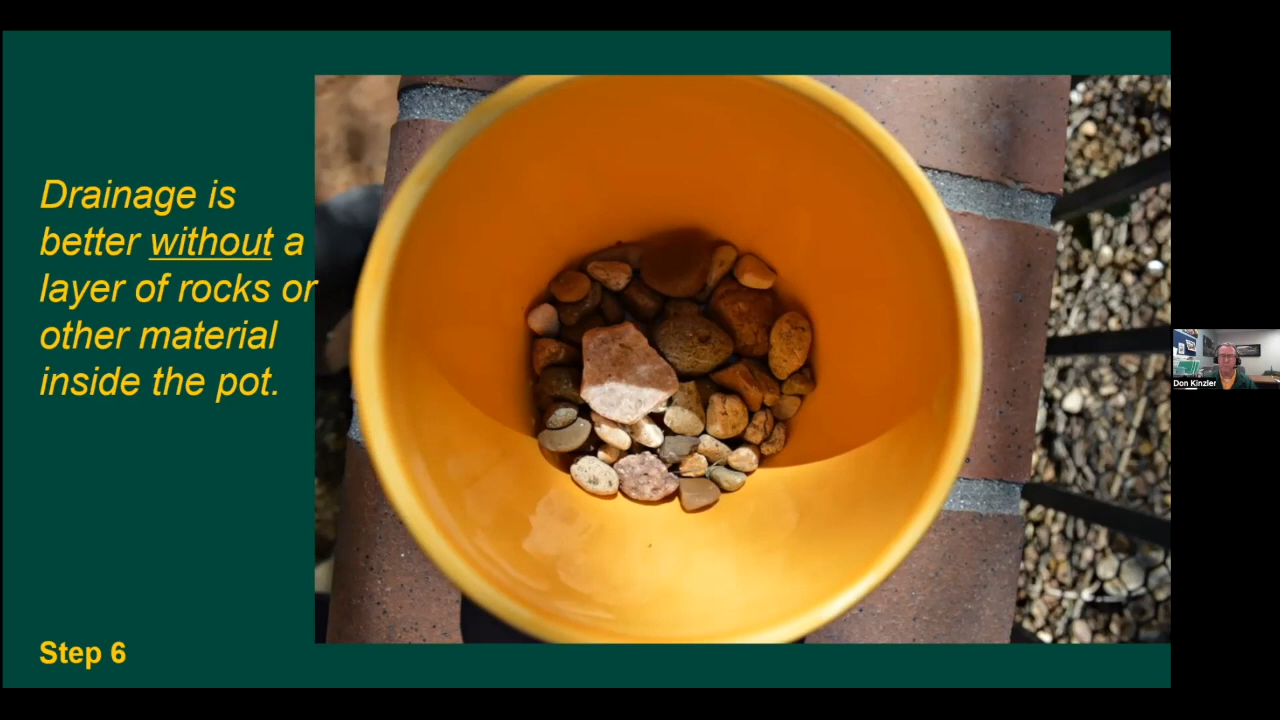 Drainage is
better without a
layer of rocks or
other material
inside the pot.
Step 6
Don Kinzler